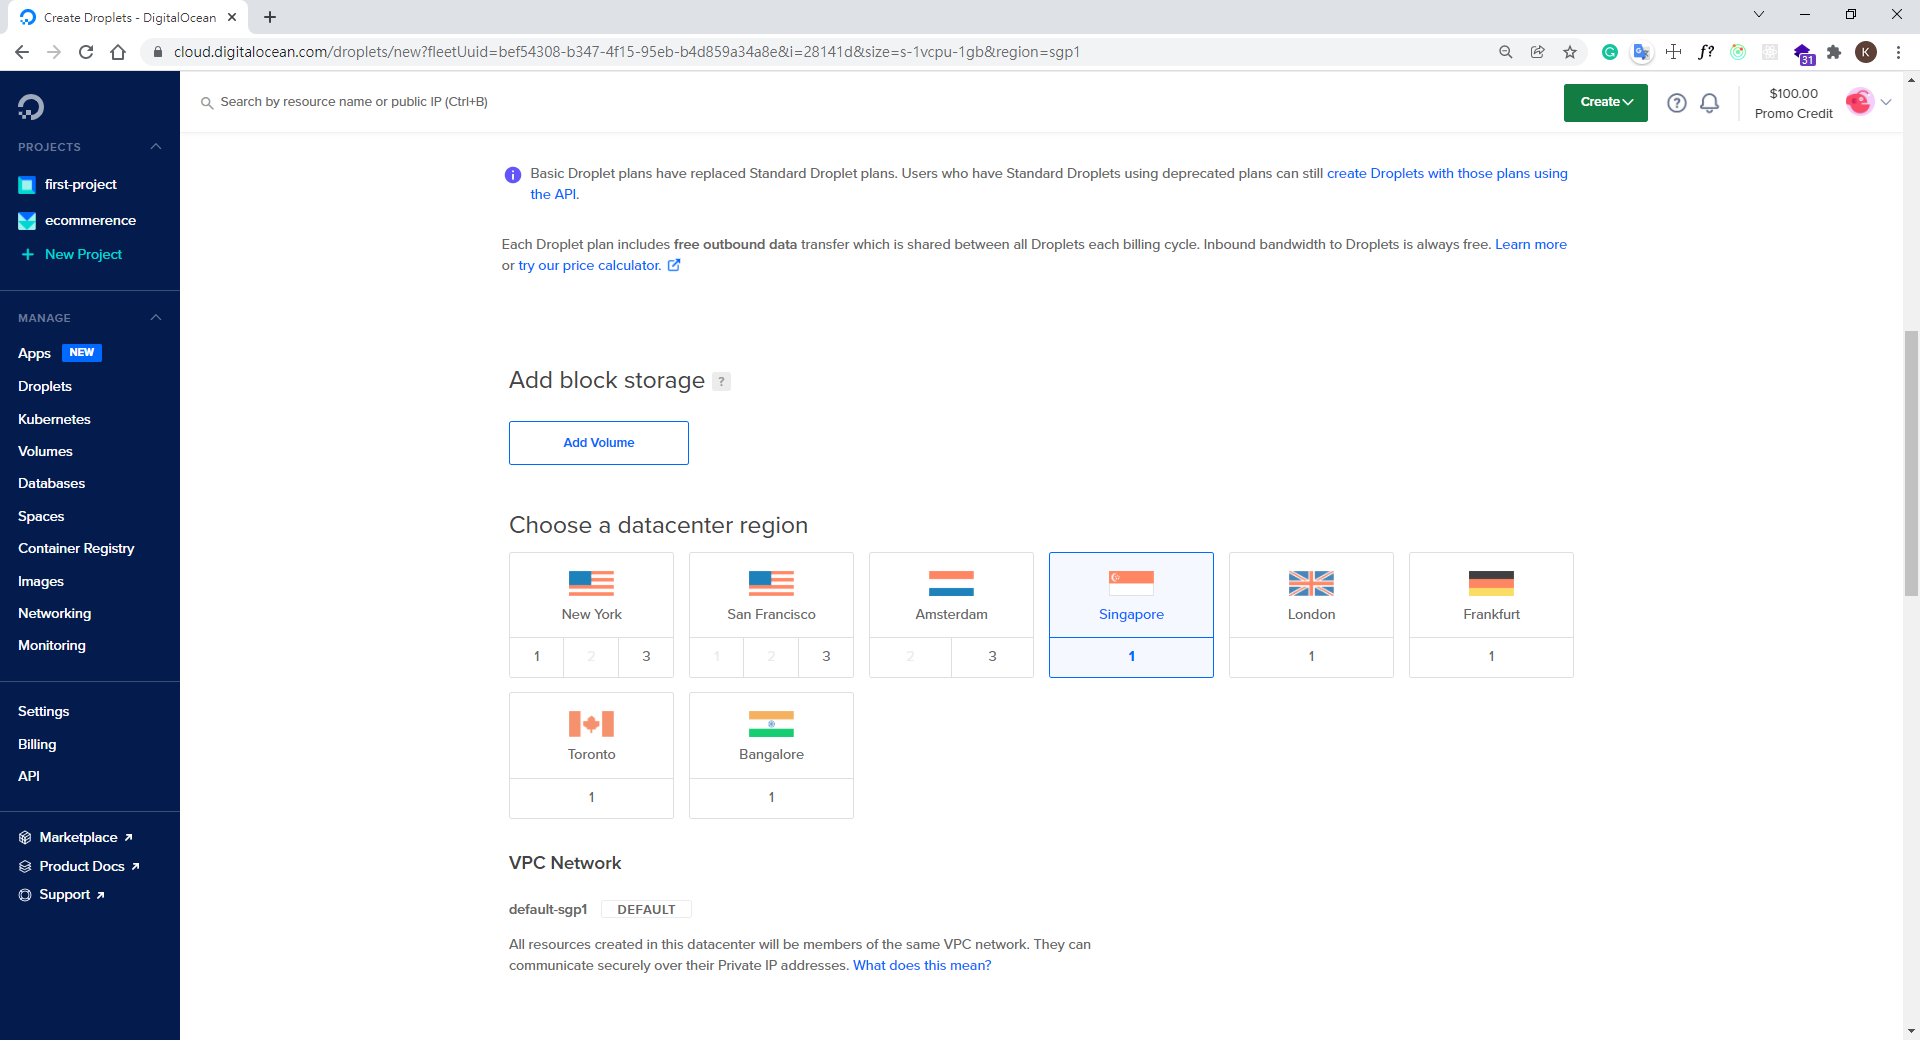 Create Droplets - DigitalOcean
cloud.digitalocean.com/droplets/new?fleetUuid=bef54308-b347-4f15-95eb-b4d859a34a8e&i=28141d&size=s-1vcpu-1gb&region=sgp1
f?
31
K
Search by resource name or public IP (Ctrl+B)
Create
?
$100.00
Promo Credit
PROJECTS
first-project
ecommerence
+ New Project
MANAGE
Apps NEW
Droplets
Kubernetes
Volumes
Databases
Spaces
Container Registry
Images
Networking
Monitoring
Settings
Billing
API
Marketplace
Product Docs
Support
i Basic Droplet plans have replaced Standard Droplet plans. Users who have Standard Droplets using deprecated plans can still create Droplets with those plans using
the API.
Each Droplet plan includes free outbound data transfer which is shared between all Droplets each billing cycle. Inbound bandwidth to Droplets is always free. Learn more
or try our price calculator.
Add block storage ?
Add Volume
Choose a datacenter region
New York
1 2 3
San Francisco
1 2 3
Amsterdam
2 3
Singapore
1
London
1
Frankfurt
1
Toronto
1
Bangalore
1
VPC Network
default-sgp1 DEFAULT
All resources created in this datacenter will be members of the same VPC network. They can
communicate securely over their Private IP addresses. What does this mean?